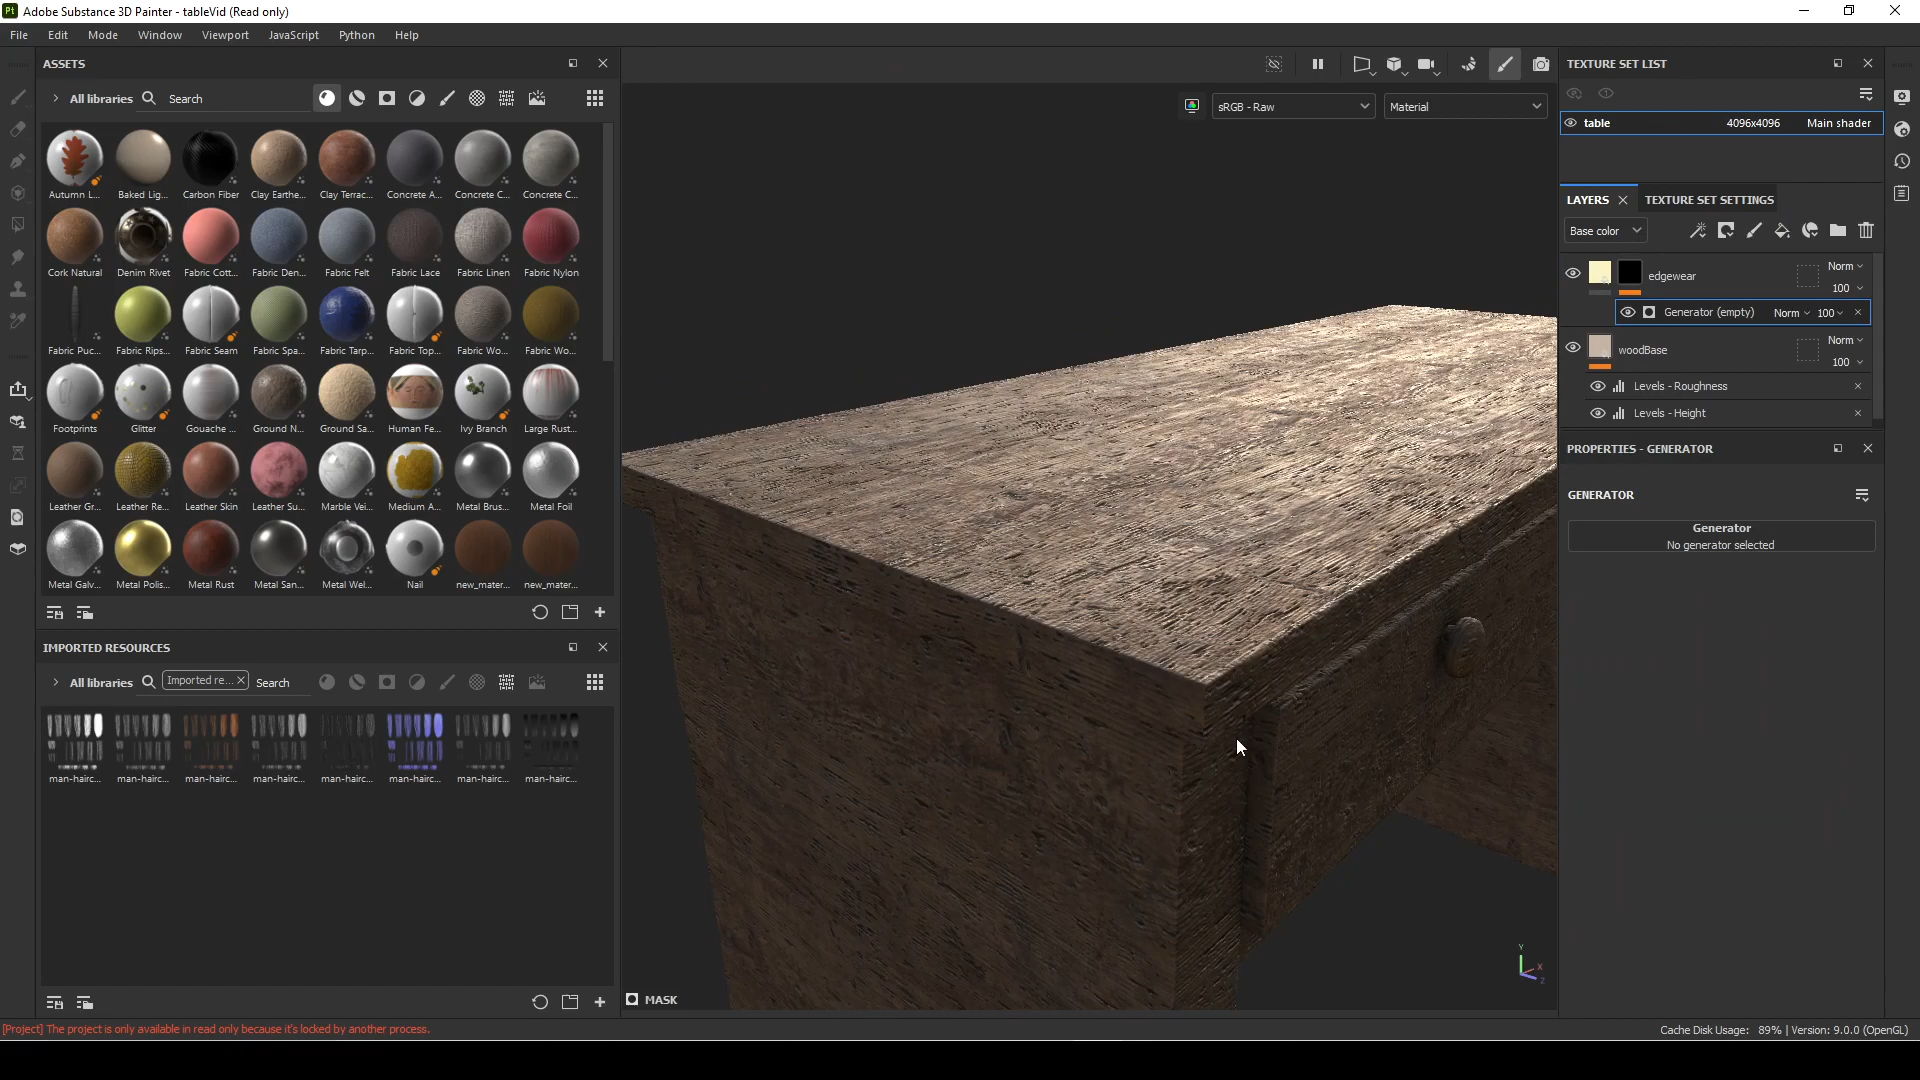 Pt Adobe Substance 3D Painter - tableVid (Read only)
File Edit Mode Window Viewport JavaScript Python Help
ASSETS
All libraries Search
Autumn L... Baked Lig... Carbon Fiber Clay Earthe... Clay Terrac... Concrete A... Concrete C... Concrete C...
Cork Natural Denim Rivet Fabric Cott... Fabric Den... Fabric Felt Fabric Lace Fabric Linen Fabric Nylon
Fabric Puc... Fabric Rips... Fabric Seam Fabric Spa... Fabric Tarp... Fabric Top... Fabric Wo... Fabric Wo...
Footprints Glitter Gouache ... Ground N... Ground Sa... Human Fe... Ivy Branch Large Rust...
Leather Gr... Leather Re... Leather Skin Leather Su... Marble Vei... Medium A... Metal Brus... Metal Foil
Metal Galv... Metal Polis... Metal Rust Metal San... Metal Wel... Nail new_mater... new_mater...
IMPORTED RESOURCES
All libraries Imported re... Search
man-hairc... man-hairc... man-hairc... man-hairc... man-hairc... man-hairc... man-hairc... man-hairc...
sRGB - Raw Material
MASK
Y
X
Z
TEXTURE SET LIST
table 4096x4096 Main shader
LAYERS TEXTURE SET SETTINGS
Base color
edgewear Norm
100
Generator (empty) Norm 100
woodBase Norm
100
Levels - Roughness
Levels - Height
PROPERTIES - GENERATOR
GENERATOR
Generator
No generator selected
[Project] The project is only available in read only because it's locked by another process.
Cache Disk Usage: 89% | Version: 9.0.0 (OpenGL)